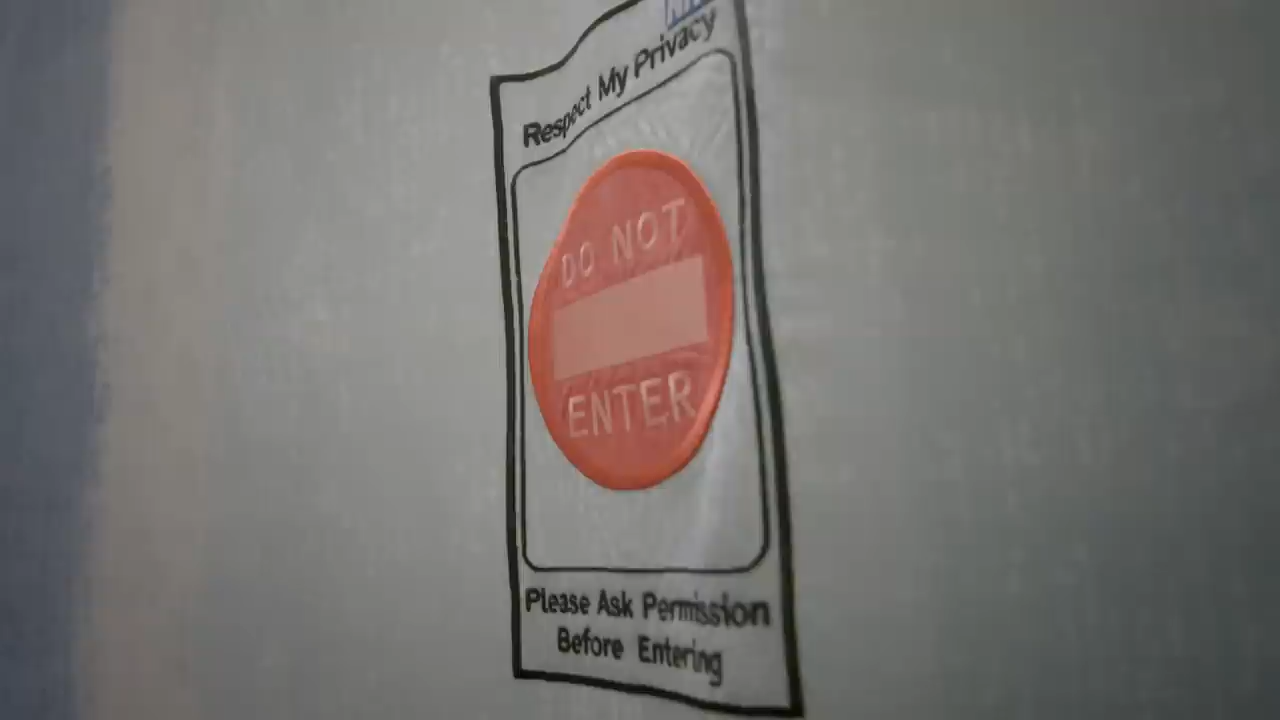 Respect My Privacy
DO NOT
ENTER
Please Ask Permission
Before Entering